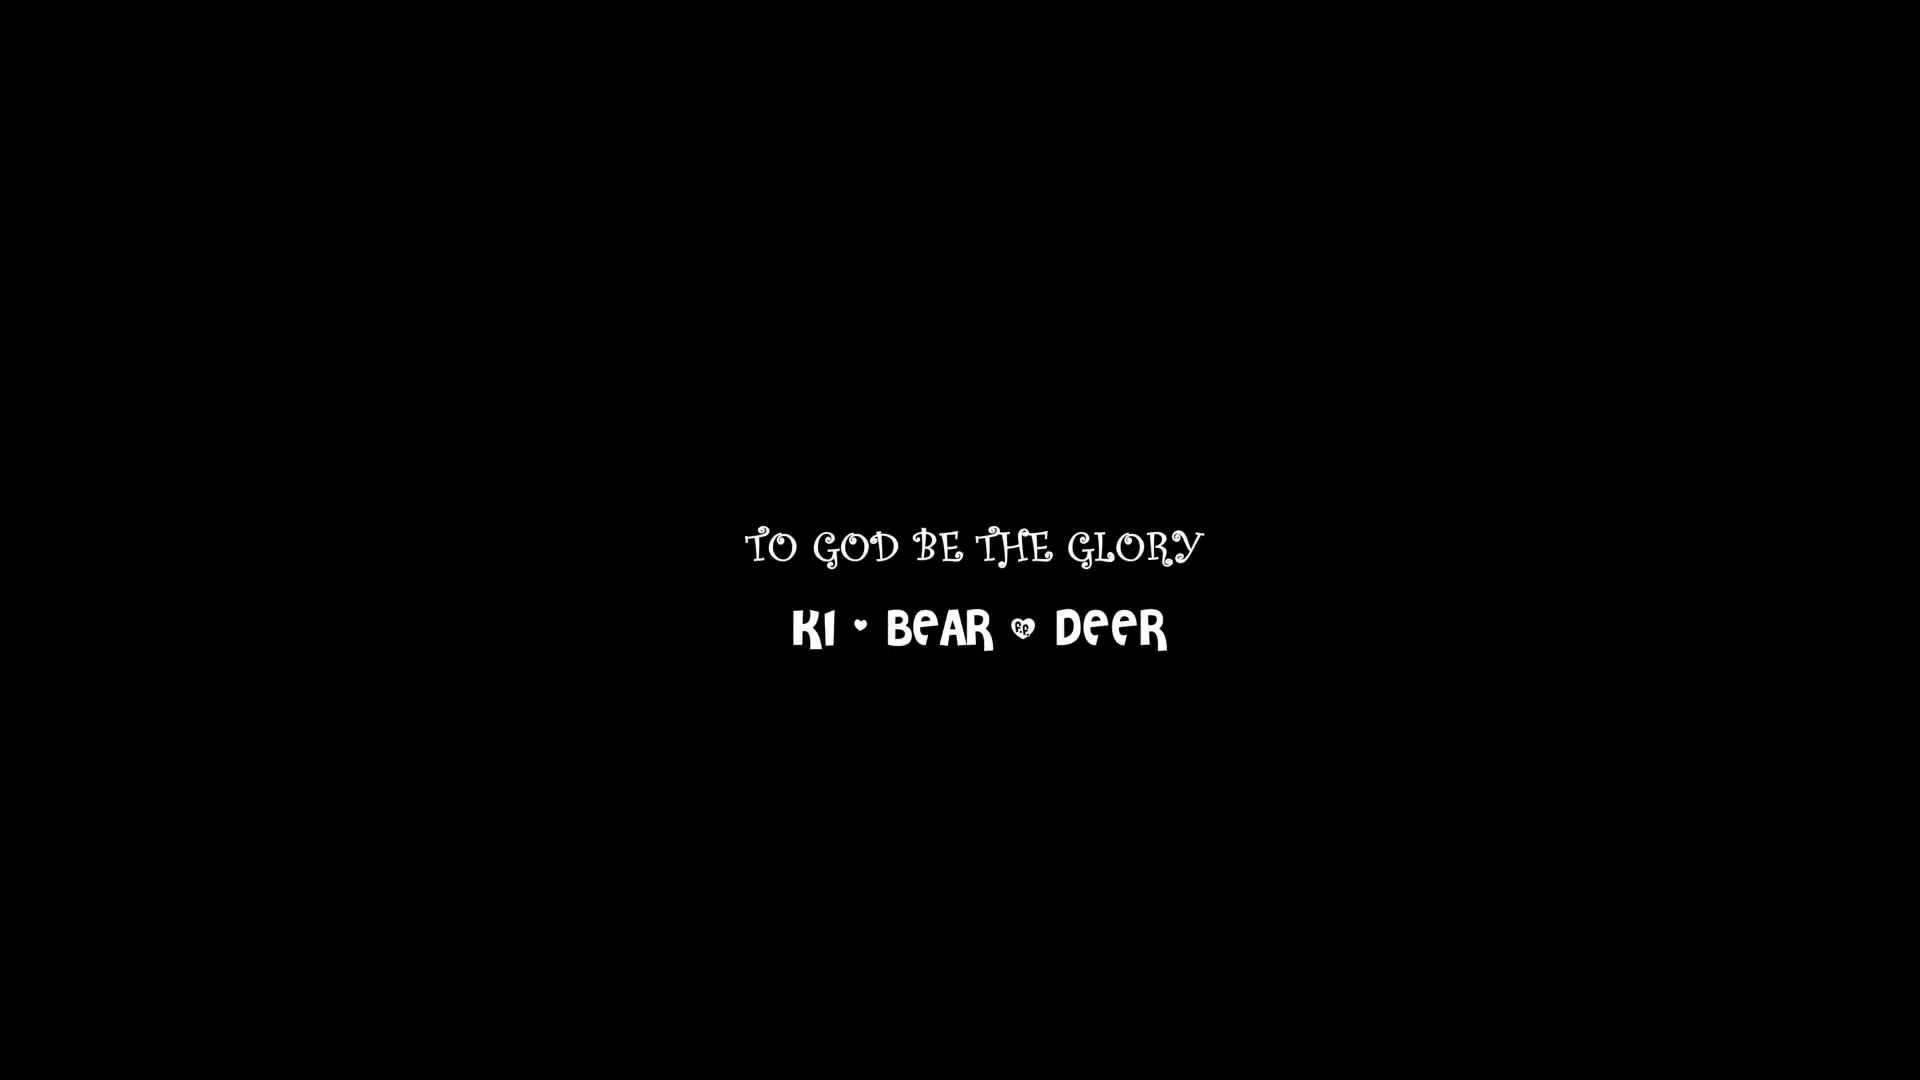 TO GOD BE THE GLORY
KI ♥ BEAR ♥ DEER